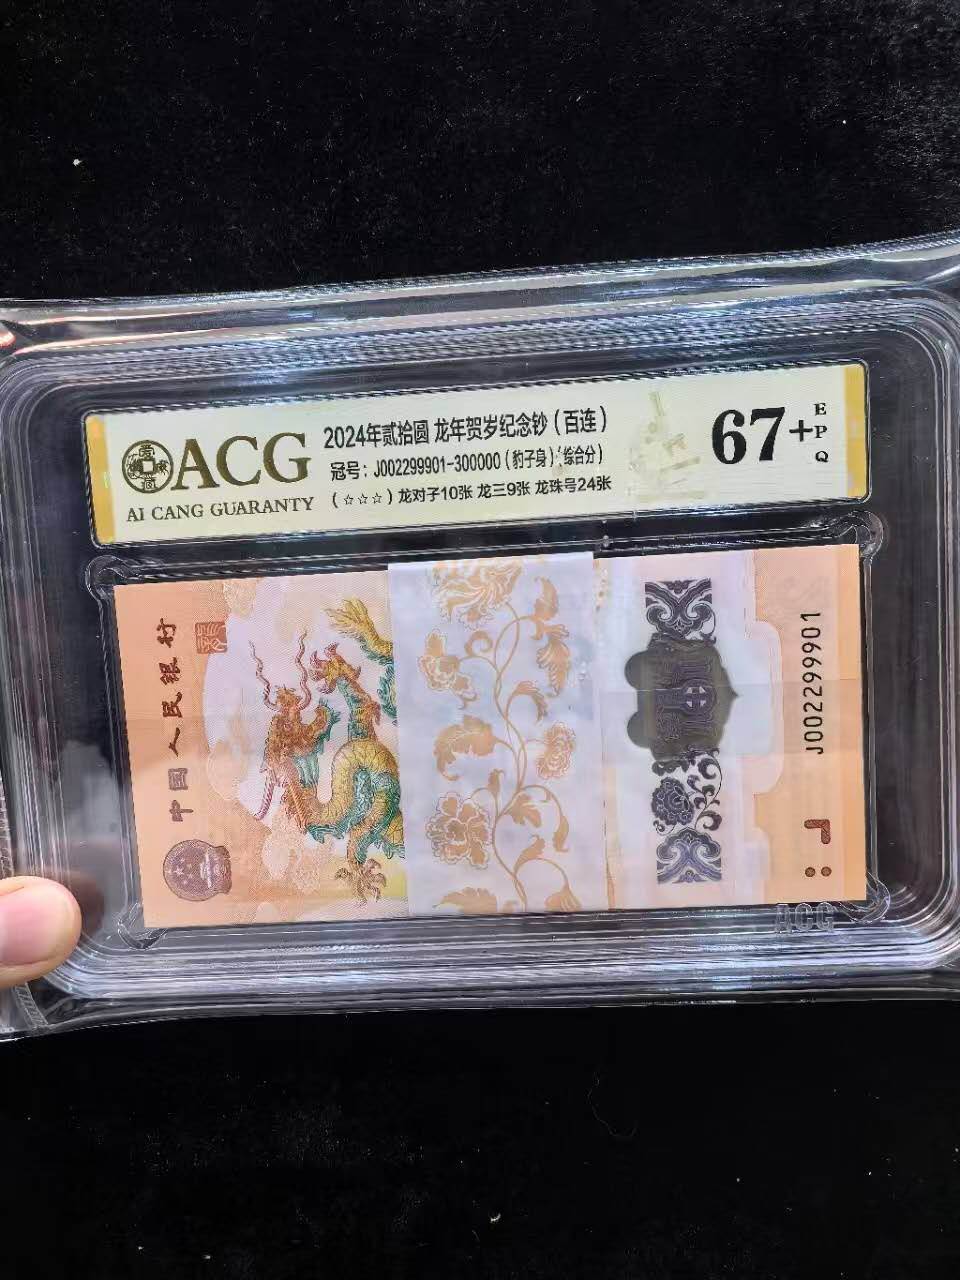 ACG
AI CANG GUARANTY
2024年贰拾圆 龙年贺岁纪念钞（百连）
冠号：J002299901-300000（豹子身）（综合分）
（☆☆☆）龙对子10张 龙三9张 龙珠号24张
67+
EPQ
中国人民银行
J002299901
ACG